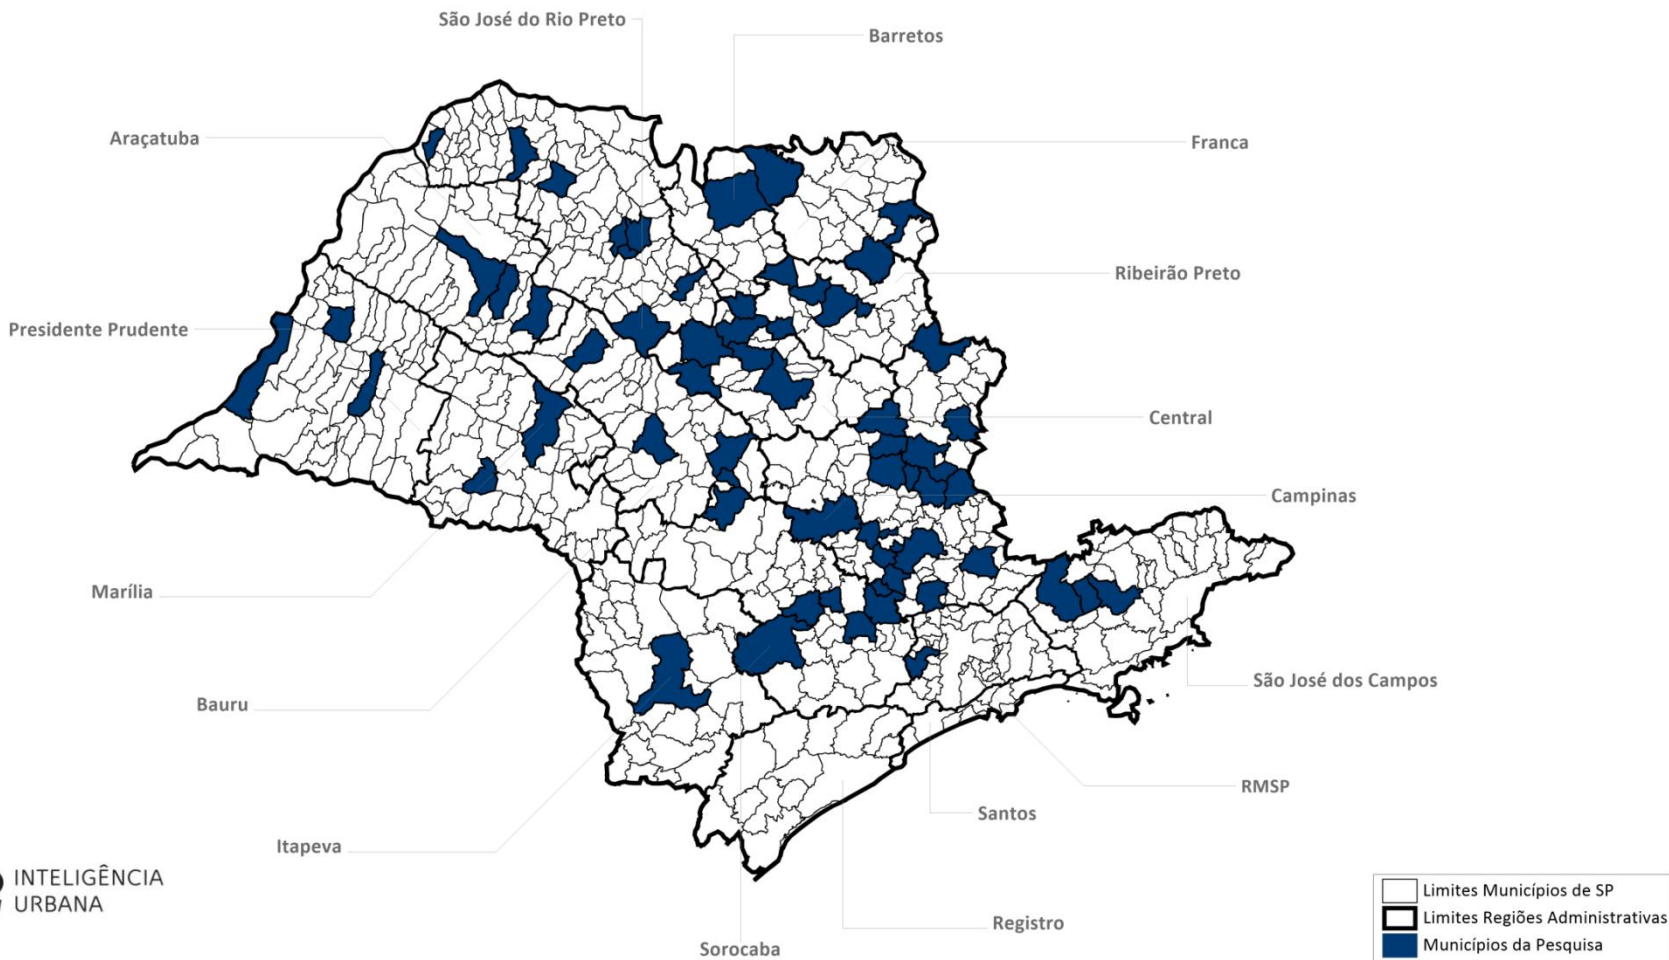 São José do Rio Preto
Barretos
Araçatuba
Franca
Ribeirão Preto
Presidente Prudente
Central
Campinas
Marília
São José dos Campos
Bauru
RMSP
Santos
Itapeva
INTELIGÊNCIA
URBANA
Registro
Sorocaba
Limites Municípios de SP
Limites Regiões Administrativas
Municípios da Pesquisa